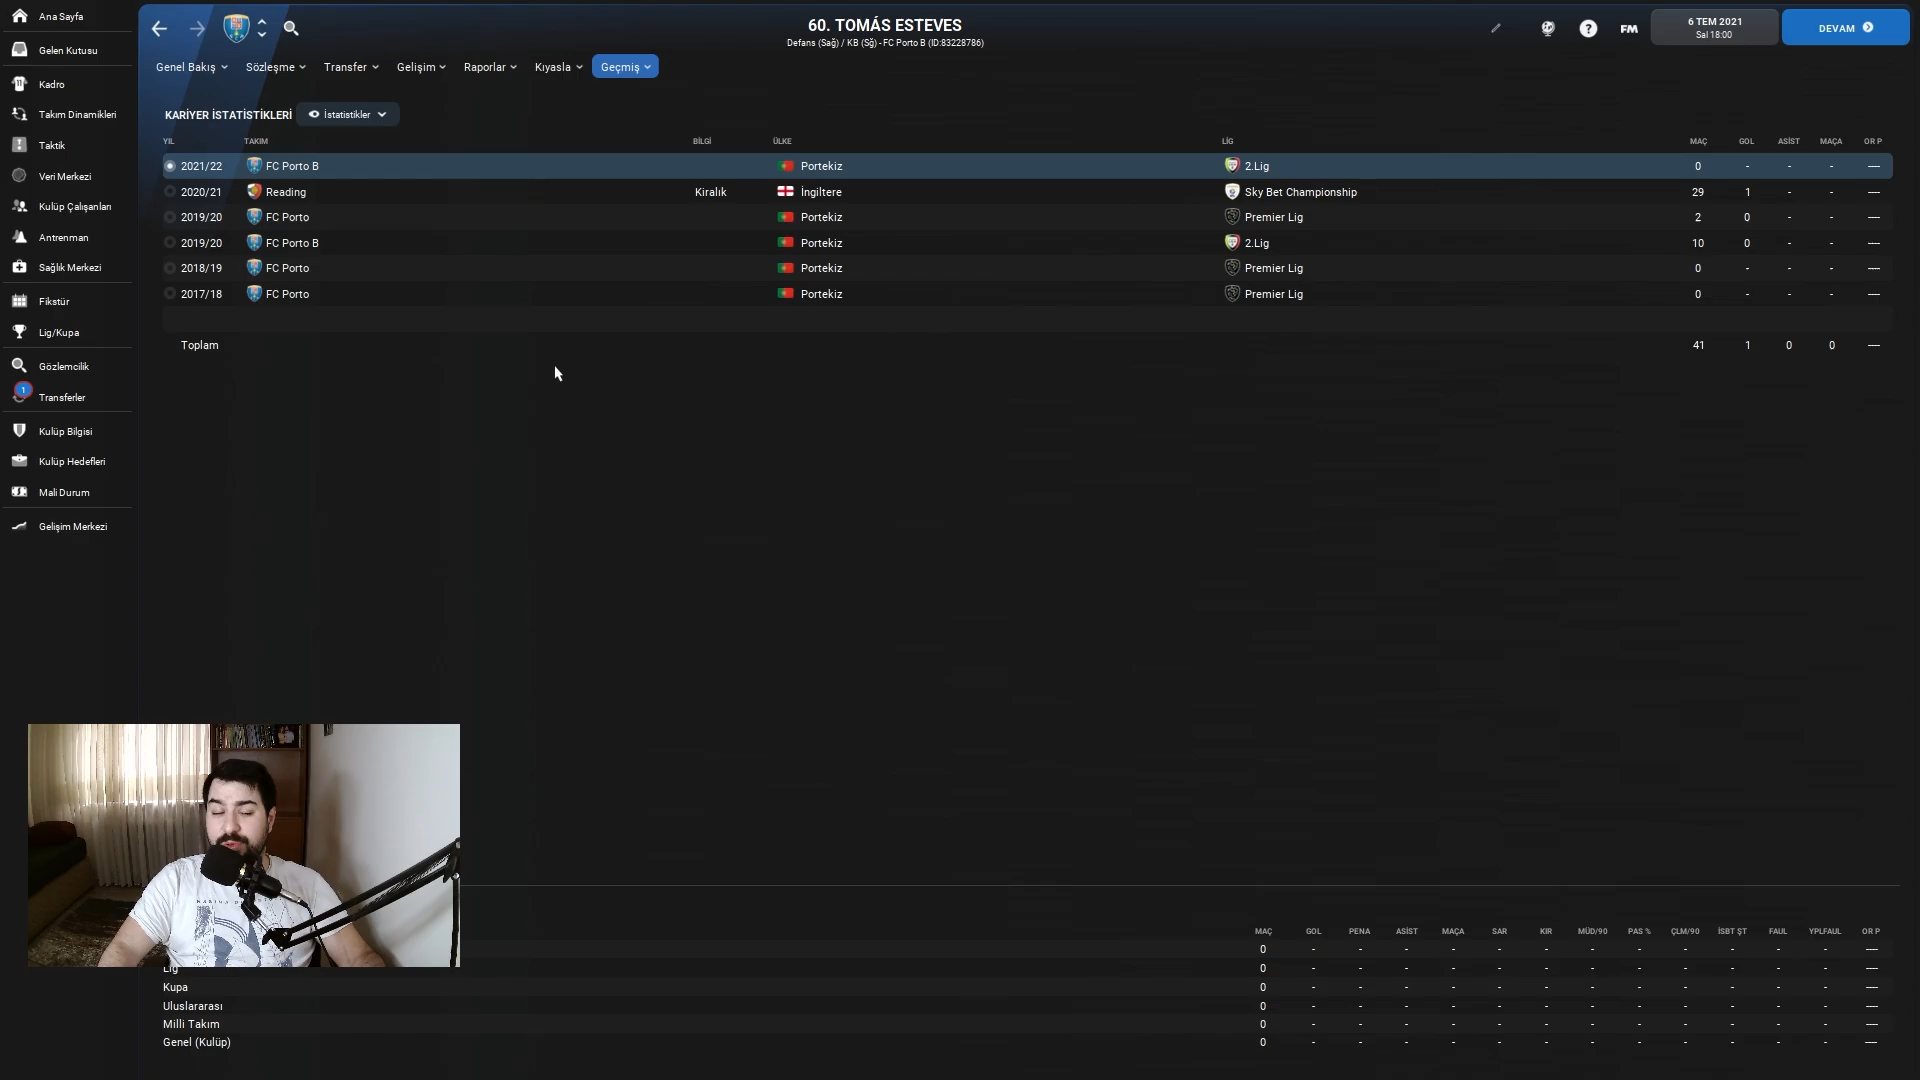 Ana Sayfa
Gelen Kutusu
Kadro
Takım Dinamikleri
Taktik
Veri Merkezi
Kulüp Çalışanları
Antrenman
Sağlık Merkezi
Fikstür
Lig/Kupa
Gözlemcilik
1
Transferler
Kulüp Bilgisi
Kulüp Hedefleri
Mali Durum
Gelişim Merkezi
60. TOMÁS ESTEVES
Defans (Sağ) / KB (Sğ) - FC Porto B (ID:83228786)
? FM
6 TEM 2021
Sal 18:00
DEVAM
Genel Bakış Sözleşme Transfer Gelişim Raporlar Kıyasla Geçmiş
KARİYER İSTATİSTİKLERİ İstatistikler
YIL TAKIM BİLGİ ÜLKE LİG MAÇ GOL ASİST MAÇA OR P
2021/22 FC Porto B Portekiz 2.Lig 0 - - - ---
2020/21 Reading Kiralık İngiltere Sky Bet Championship 29 1 - - ---
2019/20 FC Porto Portekiz Premier Lig 2 0 - - ---
2019/20 FC Porto B Portekiz 2.Lig 10 0 - - ---
2018/19 FC Porto Portekiz Premier Lig 0 - - - ---
2017/18 FC Porto Portekiz Premier Lig 0 - - - ---
Toplam 41 1 0 0 ---
MAÇ GOL PENA ASİST MAÇA SAR KIR MÜD/90 PAS % ÇLM/90 İSBT ŞT FAUL YPLFAUL OR P
0 - - - - - - - - - - - - ---
Lig 0 - - - - - - - - - - - - ---
Kupa 0 - - - - - - - - - - - - ---
Uluslararası 0 - - - - - - - - - - - - ---
Milli Takım 0 - - - - - - - - - - - - ---
Genel (Kulüp) 0 - - - - - - - - - - - - ---